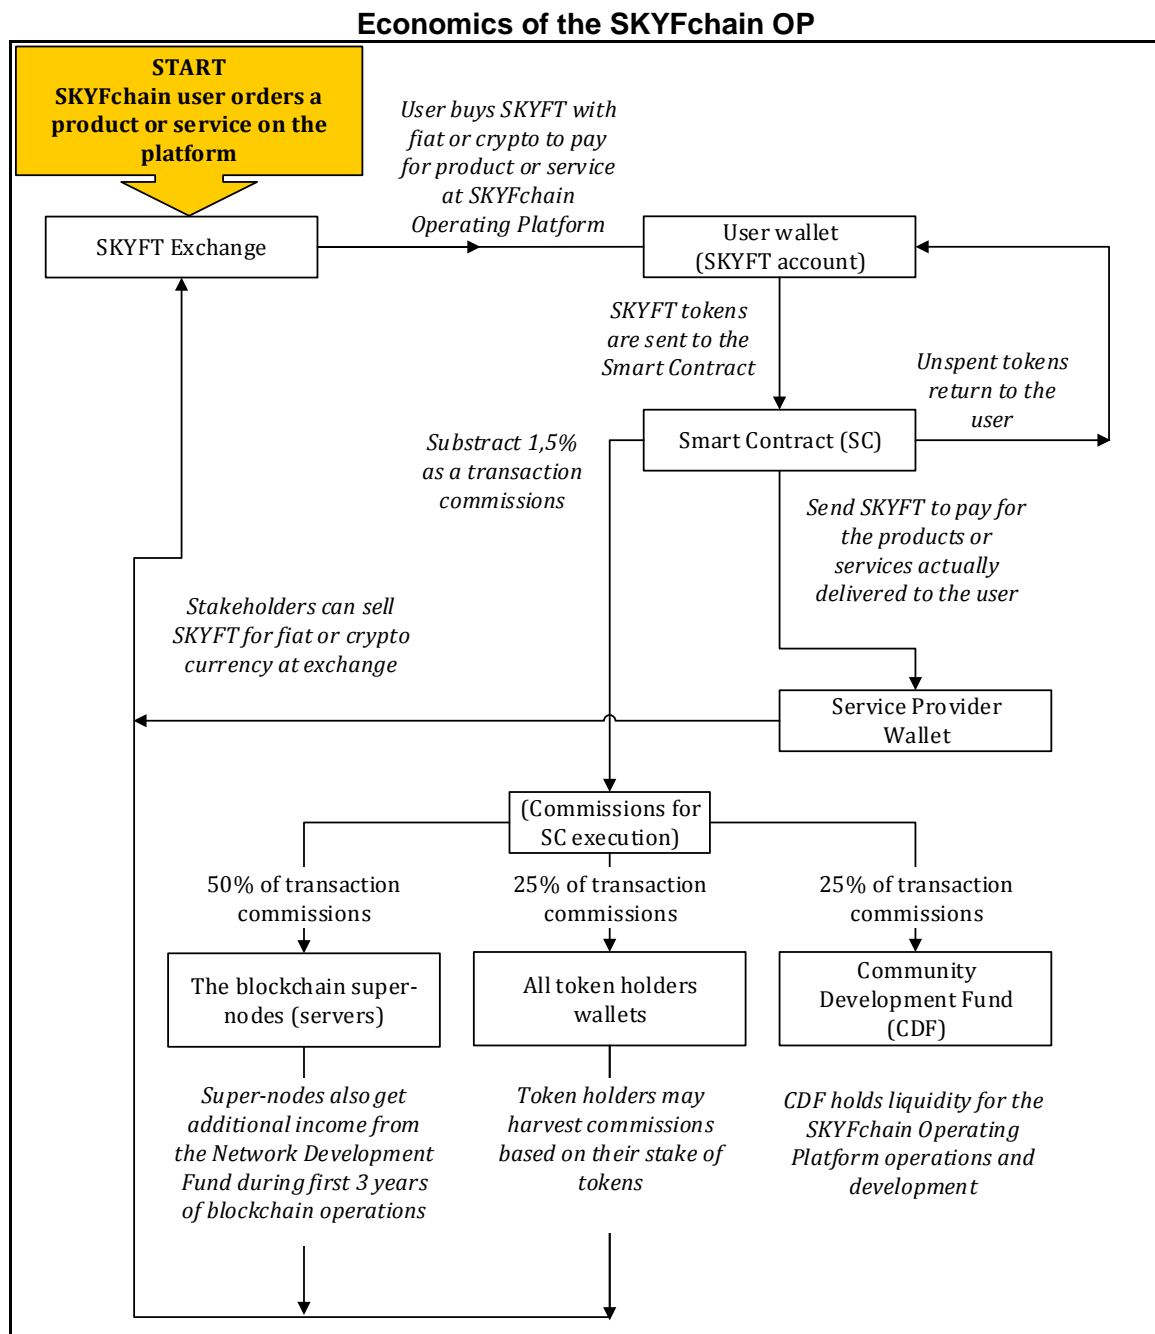 Economics of the SKYFchain OP
START
SKYFchain user orders a
product or service on the
platform
User buys SKYFT with
fiat or crypto to pay
for product or service
at SKYFchain
Operating Platform
SKYFT Exchange
User wallet
(SKYFT account)
SKYFT tokens
are sent to the
Smart Contract
Unspent tokens
return to the
user
Substract 1,5%
as a transaction
commissions
Smart Contract (SC)
Send SKYFT to pay for
the products or
services actually
delivered to the user
Stakeholders can sell
SKYFT for fiat or crypto
currency at exchange
Service Provider
Wallet
(Commissions for
SC execution)
50% of transaction
commissions
25% of transaction
commissions
25% of transaction
commissions
The blockchain super-
nodes (servers)
All token holders
wallets
Community
Development Fund
(CDF)
Super-nodes also get
additional income from
the Network Development
Fund during first 3 years
of blockchain operations
Token holders may
harvest commissions
based on their stake of
tokens
CDF holds liquidity for the
SKYFchain Operating
Platform operations and
development